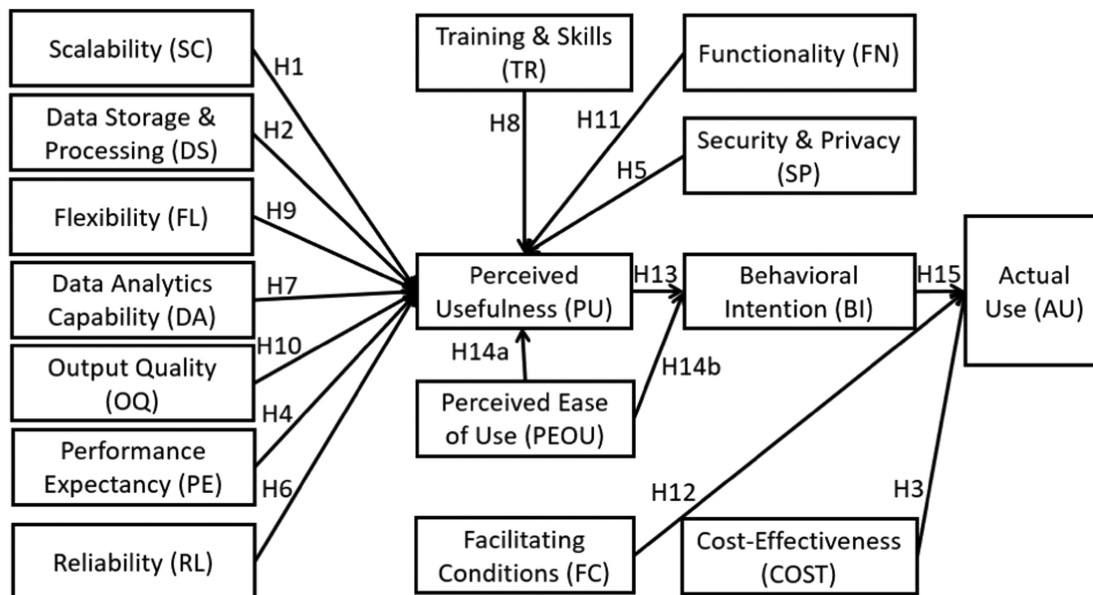 Scalability (SC)
H1
Data Storage &
Processing (DS)
H2
Flexibility (FL)
H9
Data Analytics
Capability (DA)
H7
Output Quality
(OQ)
H10
Performance
Expectancy (PE)
H4
Reliability (RL)
H6
Training & Skills
(TR)
H8
Functionality (FN)
H11
Security & Privacy
(SP)
H5
Perceived
Usefulness (PU)
H13
Behavioral
Intention (BI)
H15
Actual
Use (AU)
H14a
H14b
Perceived Ease
of Use (PEOU)
H12
H3
Facilitating
Conditions (FC)
Cost-Effectiveness
(COST)